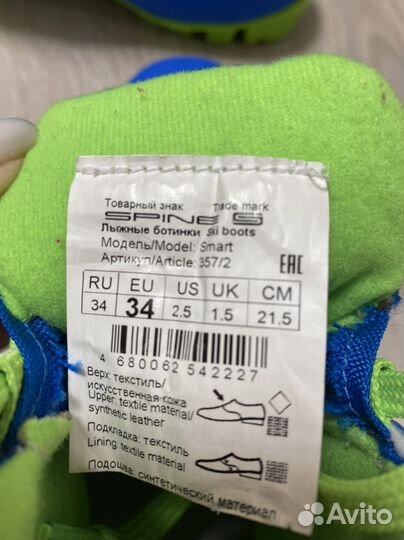 Товарный знак Trade mark
SPINE S
Лыжные ботинки Ski boots
Модель/Model: Smart
Артикул/Article: 357/2
EAC
RU EU US UK CM
34 34 2.5 1.5 21.5
4 680062 542227
Верх: текстиль/
искусственная кожа
Upper: textile material/
synthetic leather
Подкладка: текстиль
Lining: textile material
Подошва: синтетический материал
Avito